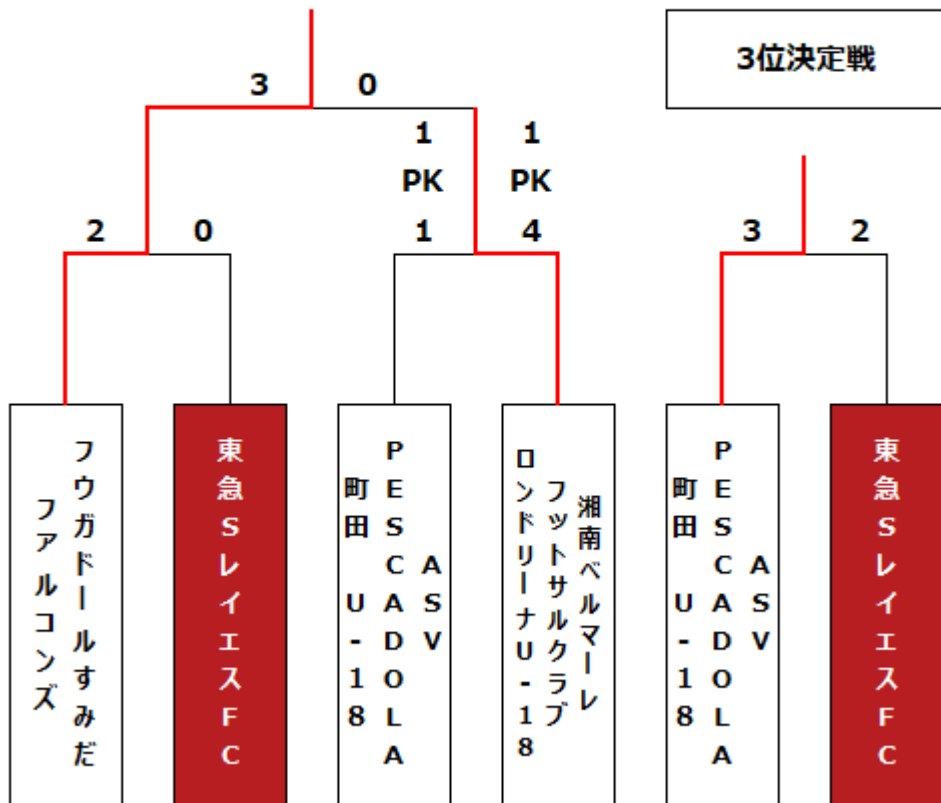 3 0
3位決定戦
1 1
PK PK
2 0
1 4
3 2
フウガドールすみだ
ファルコンズ
東急SレイエスFC
ASV
PESCADOLA
町田 U-18
湘南ベルマーレ
フットサルクラブ
ロンドリーナU-18
ASV
PESCADOLA
町田 U-18
東急SレイエスFC